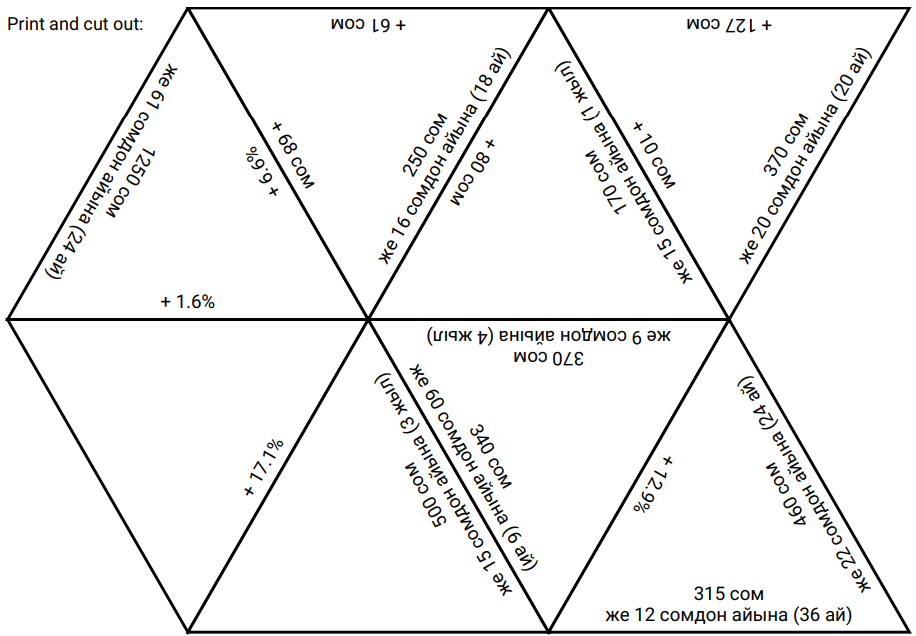 Print and cut out:
+ 61 сом
+ 127 сом
1250 сом
же 61 сомдон айына (24 ай)
+ 68 сом
+ 6.6%
250 сом
же 16 сомдон айына (18 ай)
+ 80 сом
+ 10 сом
170 сом
же 15 сомдон айына (1 жыл)
370 сом
же 20 сомдон айына (20 ай)
+ 1.6%
370 сом
же 9 сомдон айына (4 жыл)
+ 17.1%
340 сом
же 60 сомдон айына (6 ай)
500 сом
же 15 сомдон айына (3 жыл)
+ 12.9%
460 сом
же 22 сомдон айына (24 ай)
315 сом
же 12 сомдон айына (36 ай)